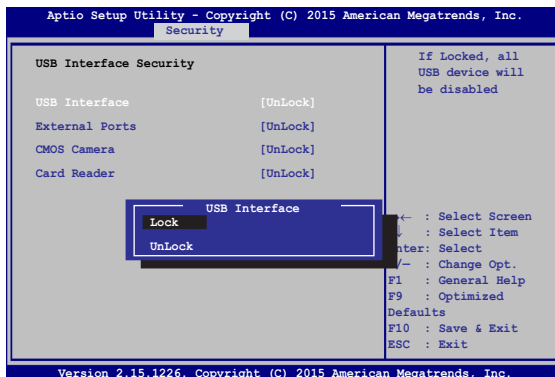 Aptio Setup Utility - Copyright (C) 2015 American Megatrends, Inc.
Security
USB Interface Security
USB Interface [UnLock]
External Ports [UnLock]
CMOS Camera [UnLock]
Card Reader [UnLock]
If Locked, all
USB device will
be disabled
USB Interface
Lock
UnLock
→← : Select Screen
↓ : Select Item
nter: Select
/— : Change Opt.
F1 : General Help
F9 : Optimized
Defaults
F10 : Save & Exit
ESC : Exit
Version 2.15.1226. Copyright (C) 2015 American Megatrends, Inc.